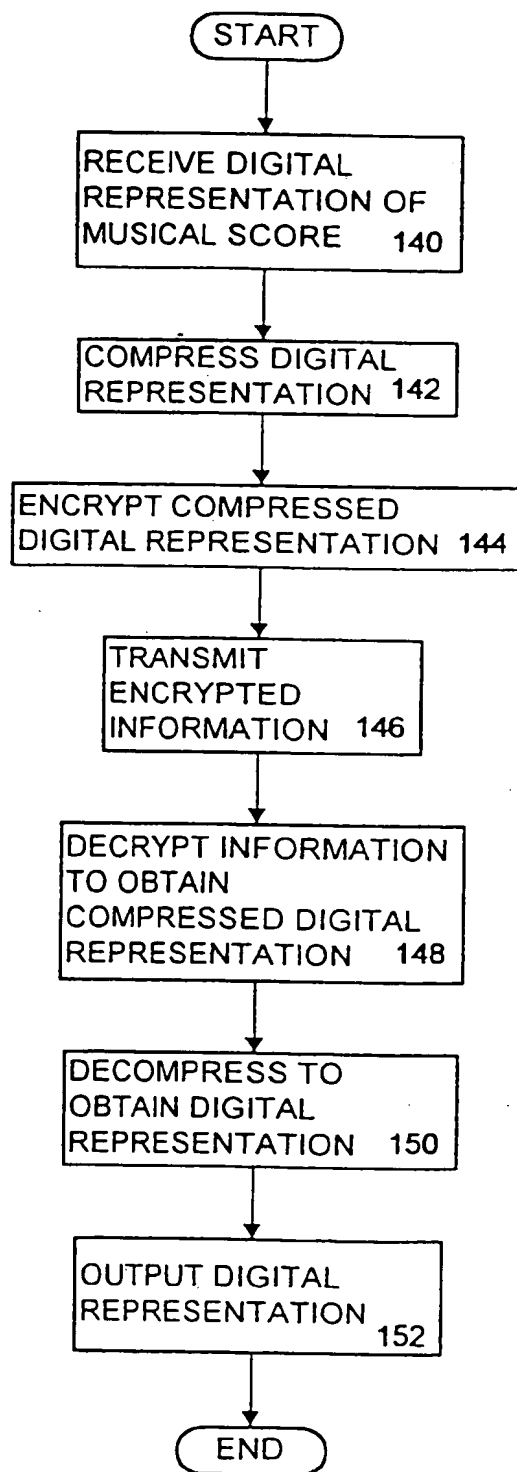 START
RECEIVE DIGITAL
REPRESENTATION OF
MUSICAL SCORE 140
COMPRESS DIGITAL
REPRESENTATION 142
ENCRYPT COMPRESSED
DIGITAL REPRESENTATION 144
TRANSMIT
ENCRYPTED
INFORMATION 146
DECRYPT INFORMATION
TO OBTAIN
COMPRESSED DIGITAL
REPRESENTATION 148
DECOMPRESS TO
OBTAIN DIGITAL
REPRESENTATION 150
OUTPUT DIGITAL
REPRESENTATION
152
END